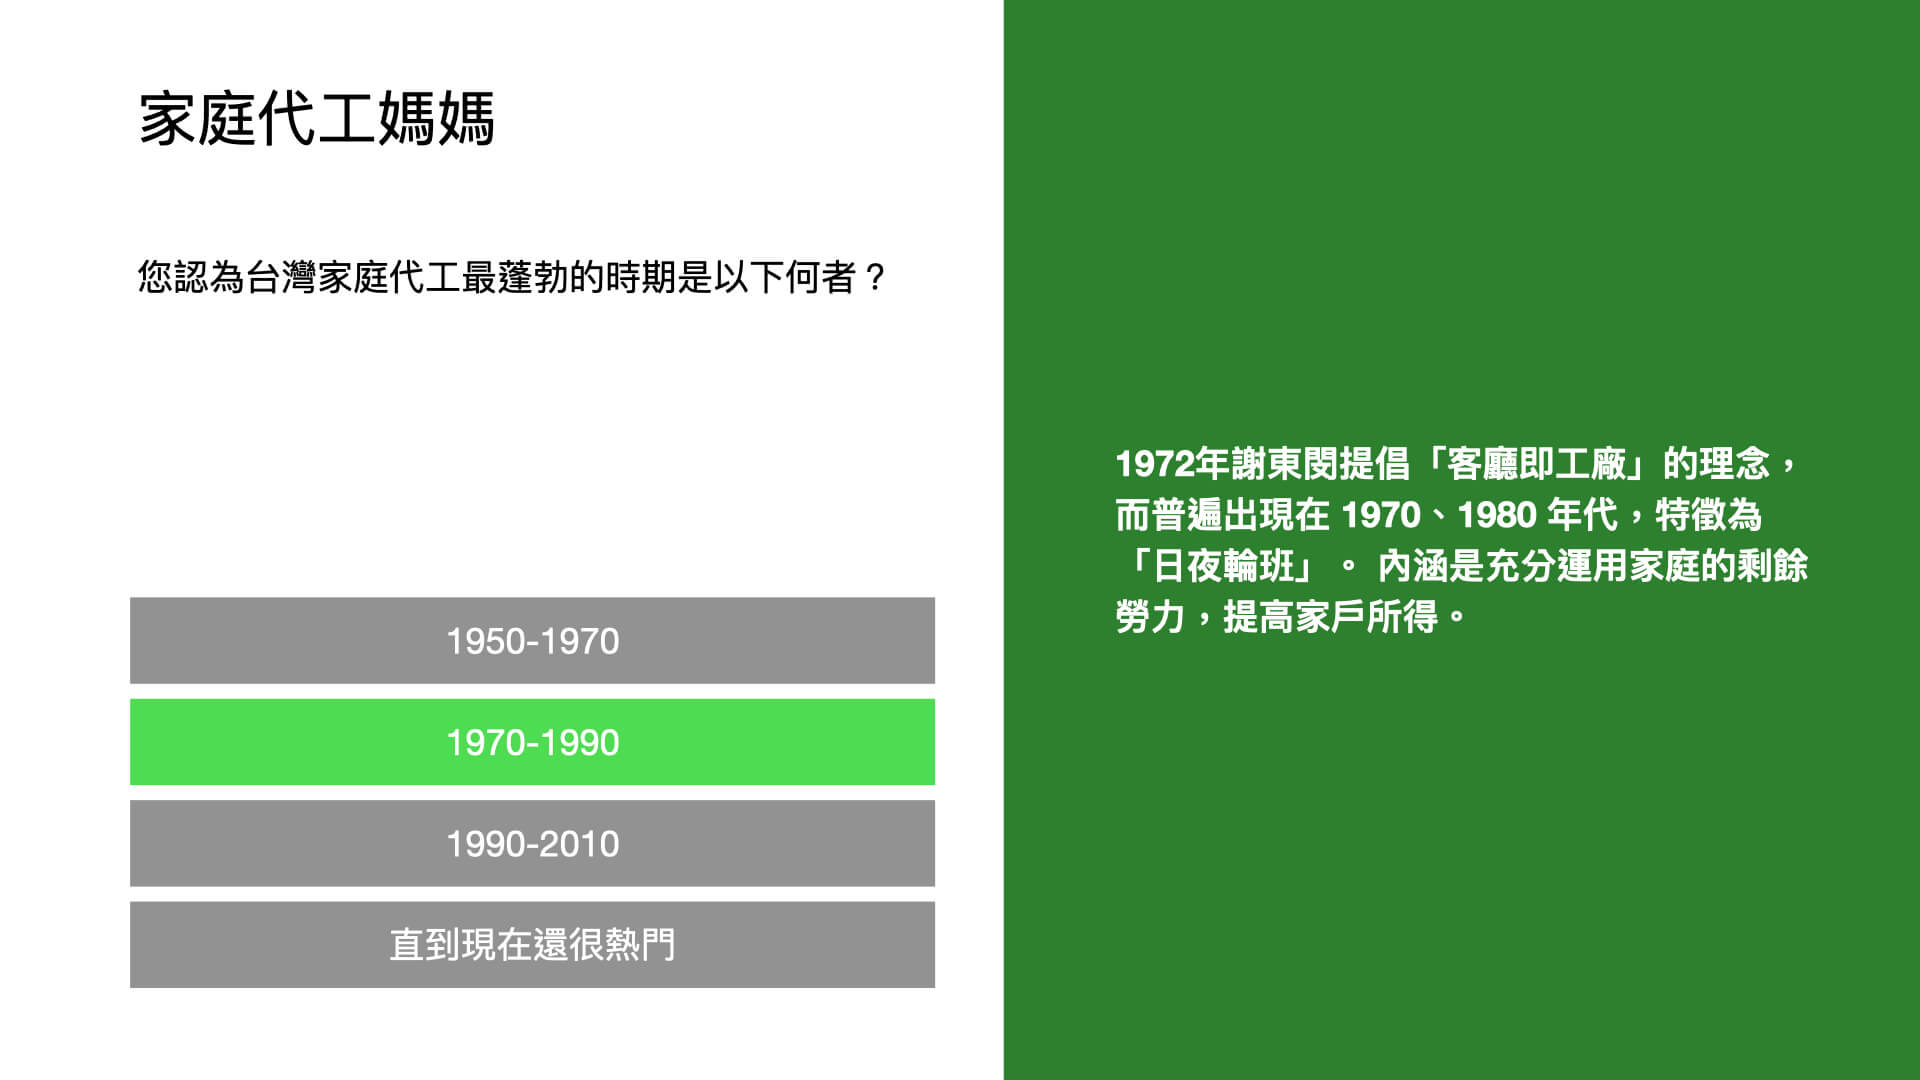 家庭代工媽媽
您認為台灣家庭代工最蓬勃的時期是以下何者？
1950-1970
1970-1990
1990-2010
直到現在還很熱門
1972年謝東閔提倡「客廳即工廠」的理念，
而普遍出現在 1970、1980 年代，特徵為
「日夜輪班」。 內涵是充分運用家庭的剩餘
勞力，提高家戶所得。